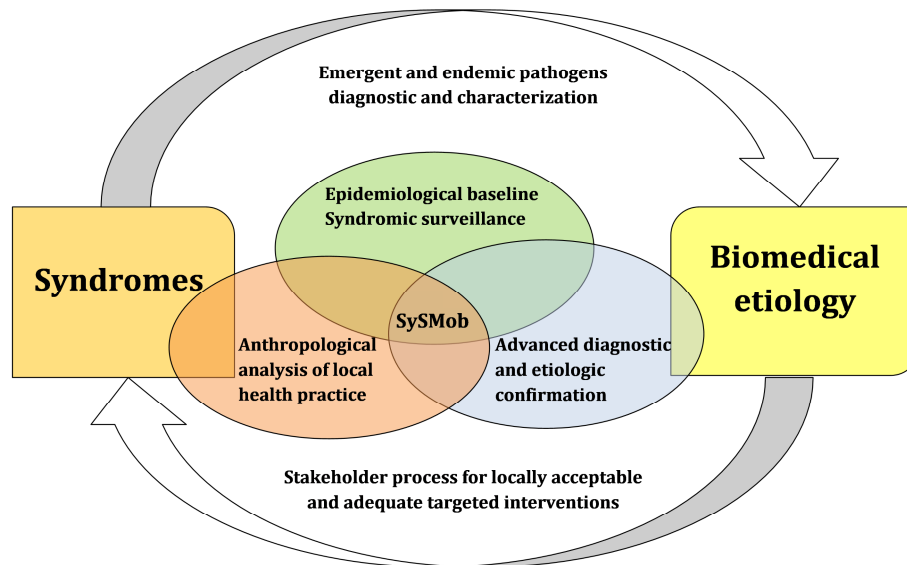 Emergent and endemic pathogens
diagnostic and characterization
Epidemiological baseline
Syndromic surveillance
Syndromes
Biomedical
etiology
SySMob
Anthropological
analysis of local
health practice
Advanced diagnostic
and etiologic
confirmation
Stakeholder process for locally acceptable
and adequate targeted interventions